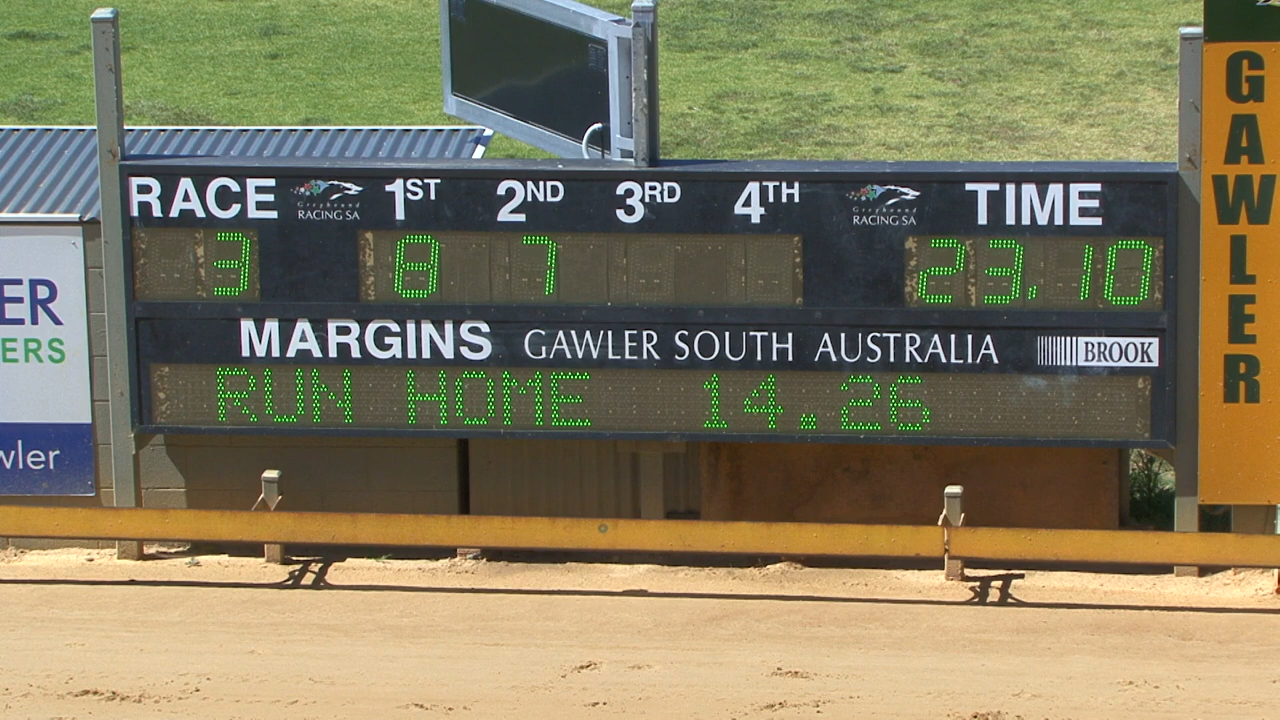 RACE 1ST 2ND 3RD 4TH TIME
Greyhound RACING SA
Greyhound RACING SA
3 8 7 23.10
MARGINS GAWLER SOUTH AUSTRALIA BROOK
RUN HOME 14.26
ER
ERS
wler
GAWLER